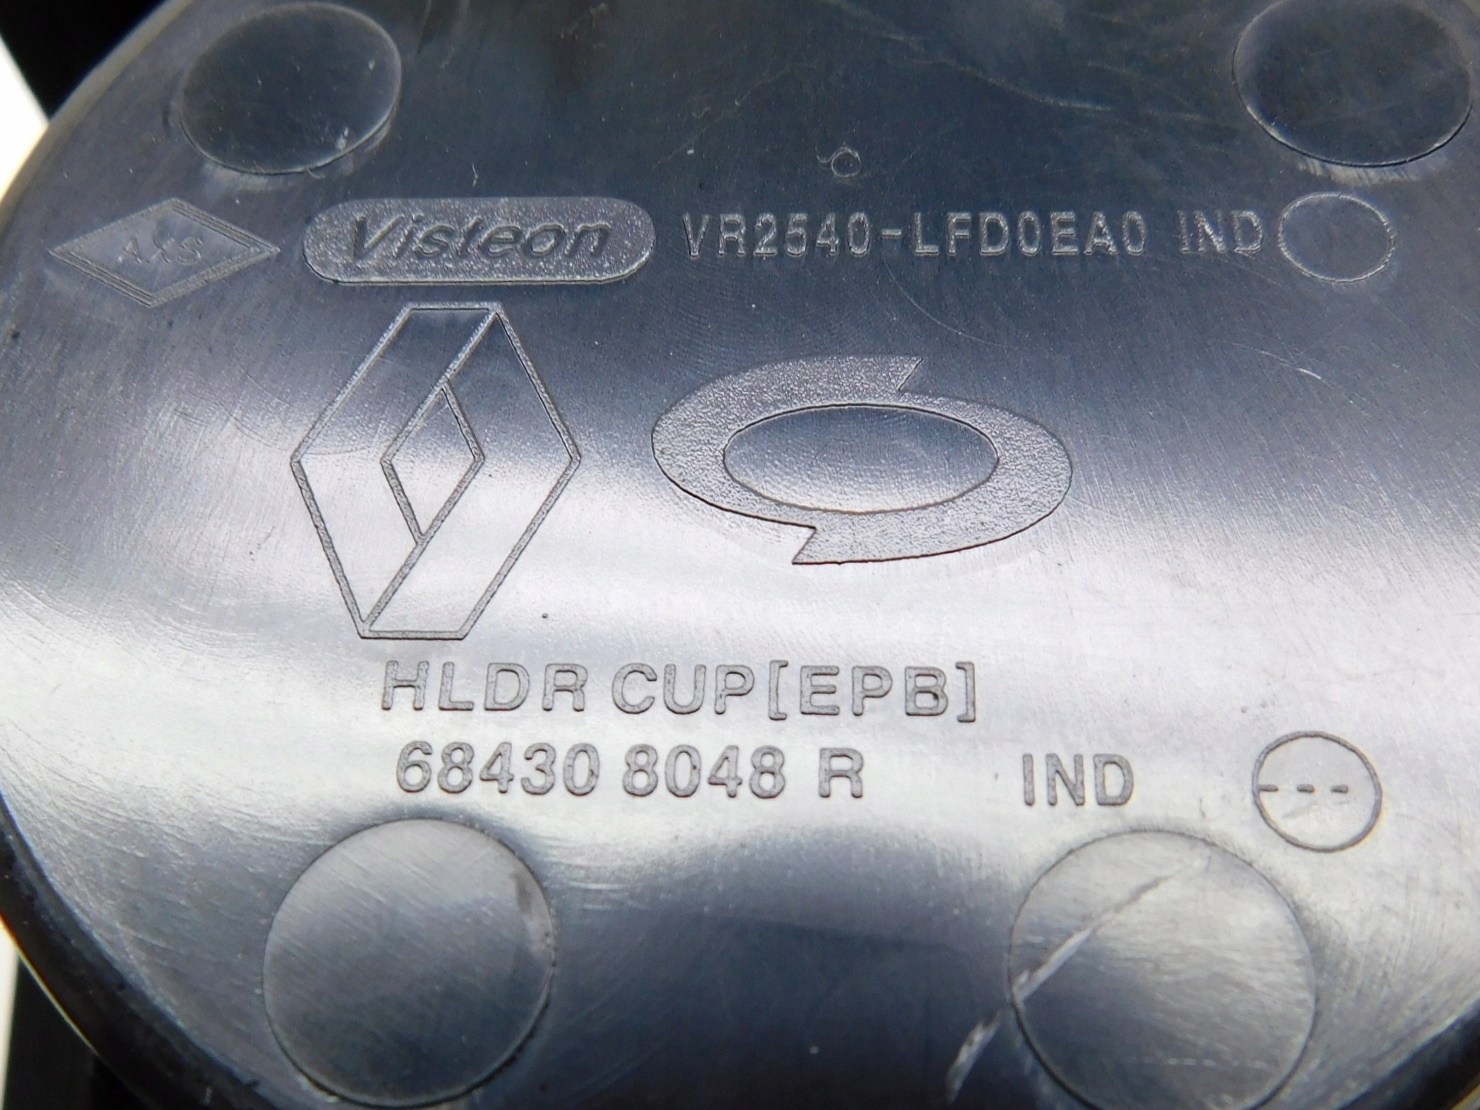 AXS Visteon VR2540-LFD0EA0 IND
HLDR CUP[EPB]
68430 8048 R IND